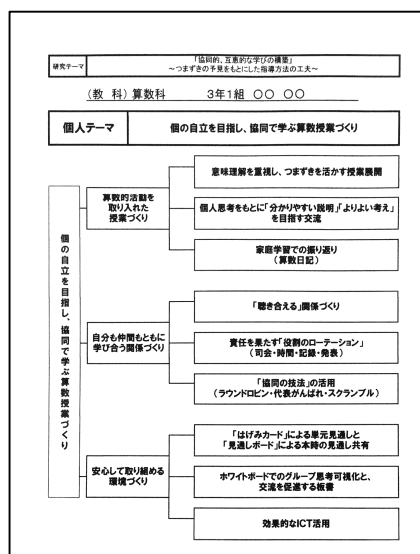 研究テーマ
「協同的、互恵的な学びの構築」
～つまずきの予見をもとにした指導方法の工夫～
(教 科) 算数科 3年1組 〇〇 〇〇
個人テーマ
個の自立を目指し、協同で学ぶ算数授業づくり
個の自立を目指し、協同で学ぶ算数授業づくり
算数的活動を
取り入れた
授業づくり
意味理解を重視し、つまずきを活かす授業展開
個人思考をもとに「分かりやすい説明」「よりよい考え」
を目指す交流
家庭学習での振り返り
(算数日記)
自分も仲間もともに
学び合う関係づくり
「聴き合える」関係づくり
責任を果たす「役割のローテーション」
(司会・時間・記録・発表)
「協同の技法」の活用
(ラウンドロビン・代表がんばれ・スクランブル)
安心して取り組める
環境づくり
「はげみカード」による単元見通しと
「見通しボード」による本時の見通し共有
ホワイトボードでのグループ思考可視化と、
交流を促進する板書
効果的なICT活用